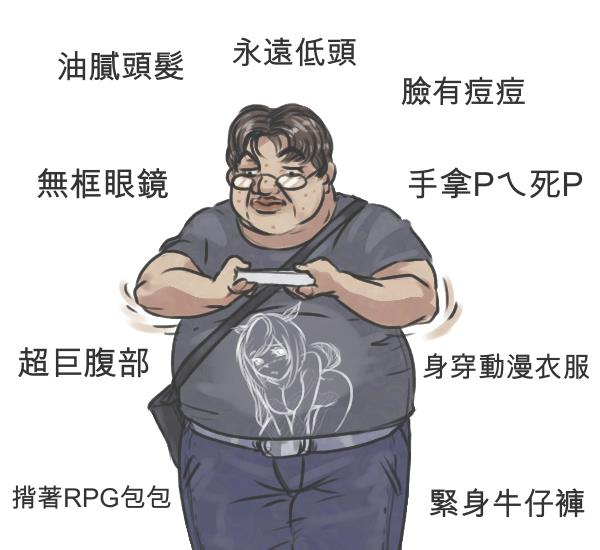 永遠低頭
油膩頭髮
臉有痘痘
無框眼鏡
手拿Pㄟ死P
超巨腹部
身穿動漫衣服
揹著RPG包包
緊身牛仔褲